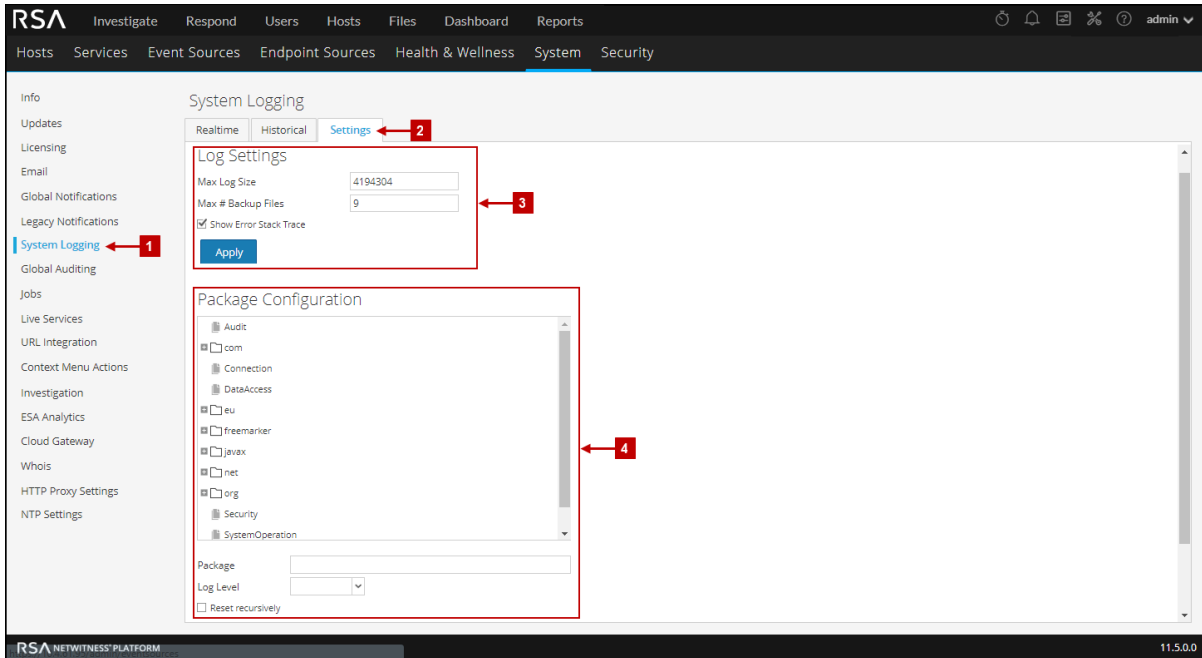 RSA Investigate Respond Users Hosts Files Dashboard Reports admin
Hosts Services Event Sources Endpoint Sources Health & Wellness System Security
Info
Updates
Licensing
Email
Global Notifications
Legacy Notifications
System Logging 1
Global Auditing
Jobs
Live Services
URL Integration
Context Menu Actions
Investigation
ESA Analytics
Cloud Gateway
Whois
HTTP Proxy Settings
NTP Settings
System Logging
Realtime Historical Settings 2
Log Settings
Max Log Size 4194304
Max # Backup Files 9
3
Show Error Stack Trace
Apply
Package Configuration
Audit
com
Connection
DataAccess
eu
freemarker
javax
4
net
org
Security
SystemOperation
Package
Log Level
Reset recursively
RSA NETWITNESS® PLATFORM 11.5.0.0